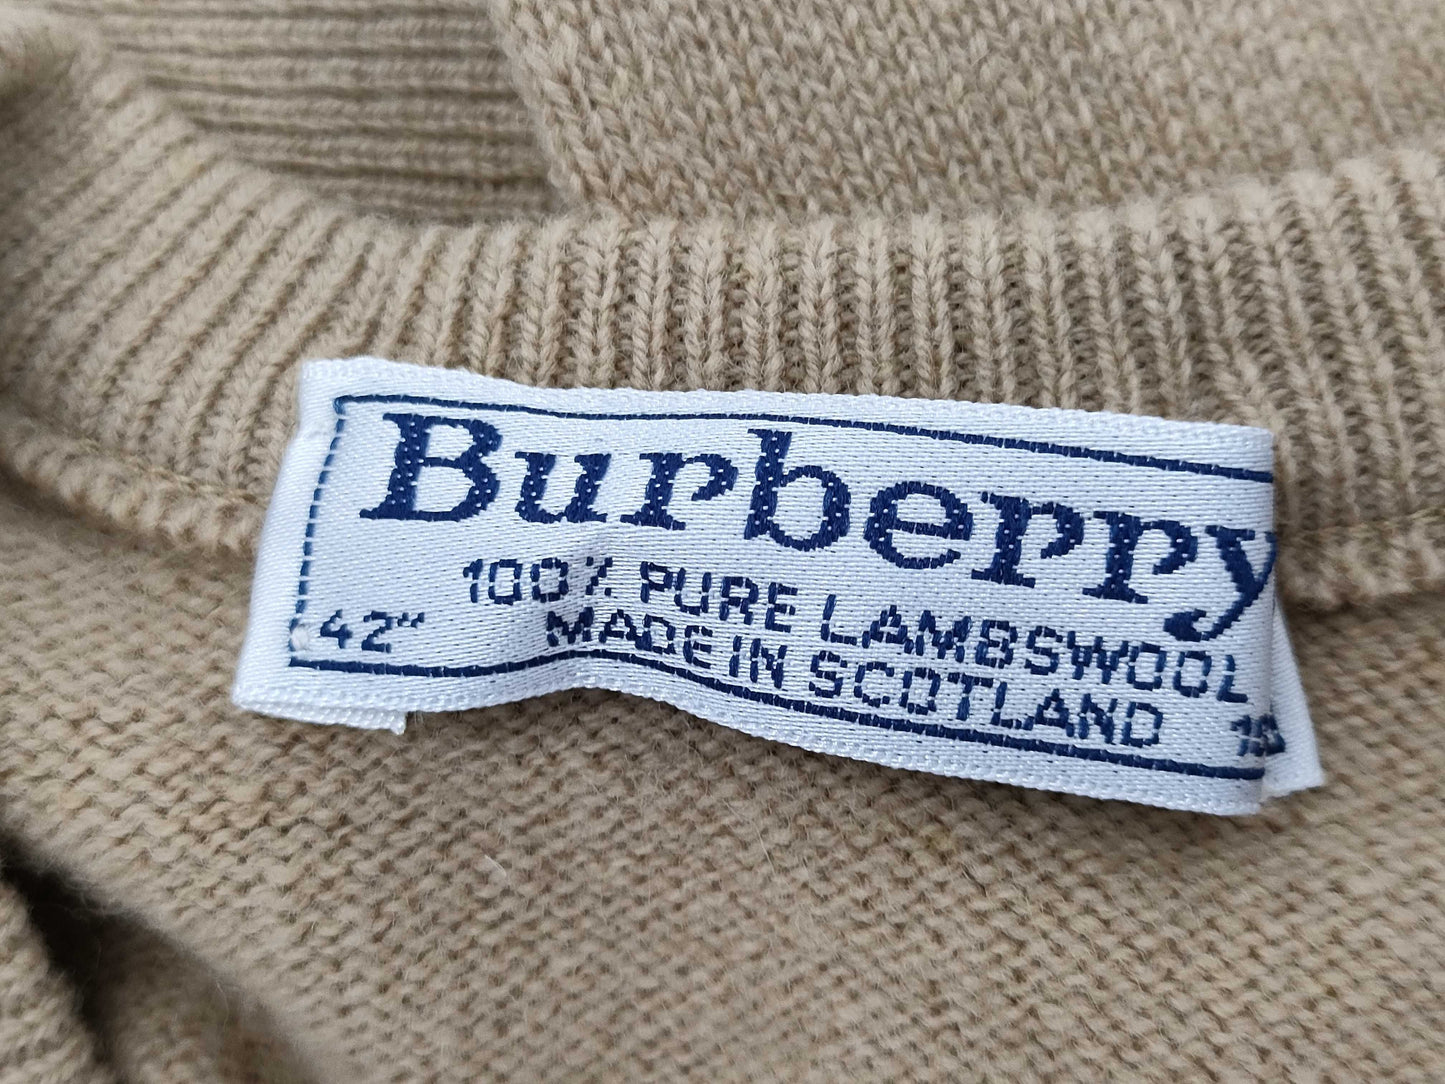 Burberry
100% PURE LAMBSWOOL
42" MADE IN SCOTLAND